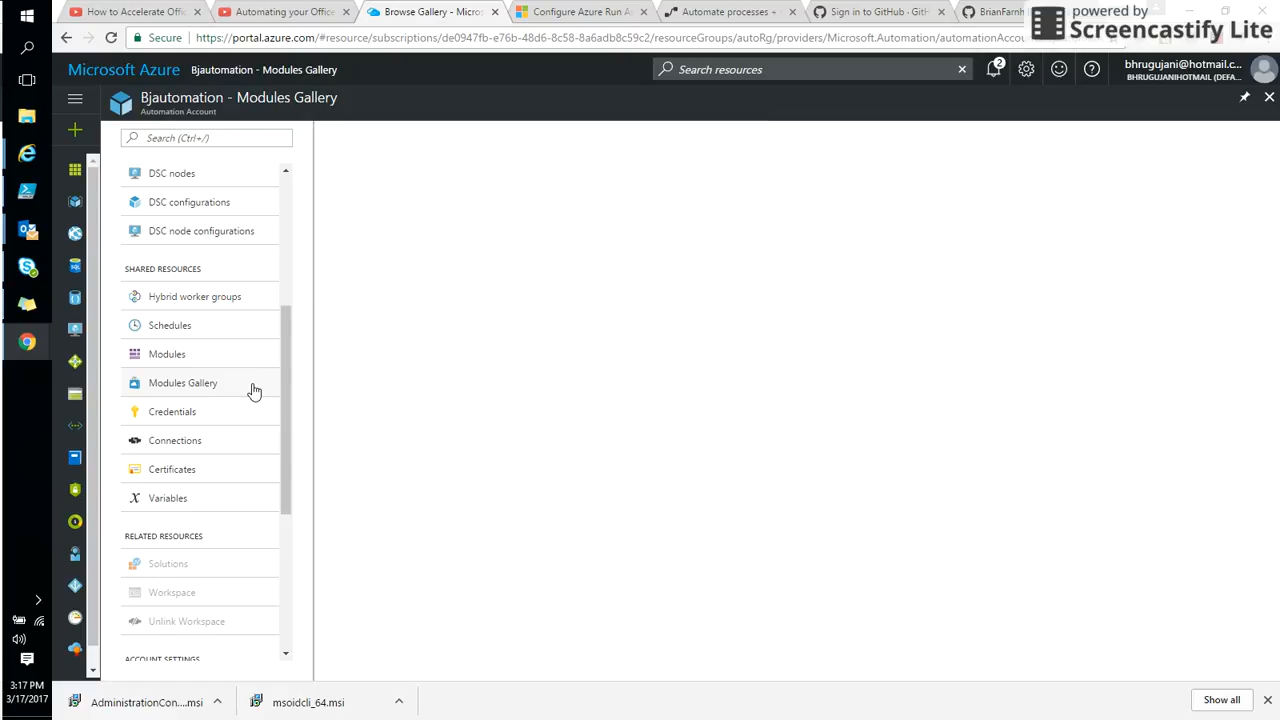 How to Accelerate Offi
Automating your Office
Browse Gallery - Micros
Configure Azure Run A
Automate processes +
Sign in to GitHub · GitH
BrianFarnh
powered by
Screencastify Lite
Secure
https://portal.azure.com/#resource/subscriptions/de0947fb-e76b-48d6-8c58-8a6adb8c59c2/resourceGroups/autoRg/providers/Microsoft.Automation/automationAccou
Microsoft Azure
Bjautomation - Modules Gallery
Search resources
2
bhrugujani@hotmail.c...
BHRUGUJANIHOTMAIL (DEFA...
Bjautomation - Modules Gallery
Automation Account
Search (Ctrl+/)
DSC nodes
DSC configurations
DSC node configurations
SHARED RESOURCES
Hybrid worker groups
Schedules
Modules
Modules Gallery
Credentials
Connections
Certificates
Variables
RELATED RESOURCES
Solutions
Workspace
Unlink Workspace
ACCOUNT SETTINGS
3:17 PM
3/17/2017
AdministrationCon....msi
msoidcli_64.msi
Show all